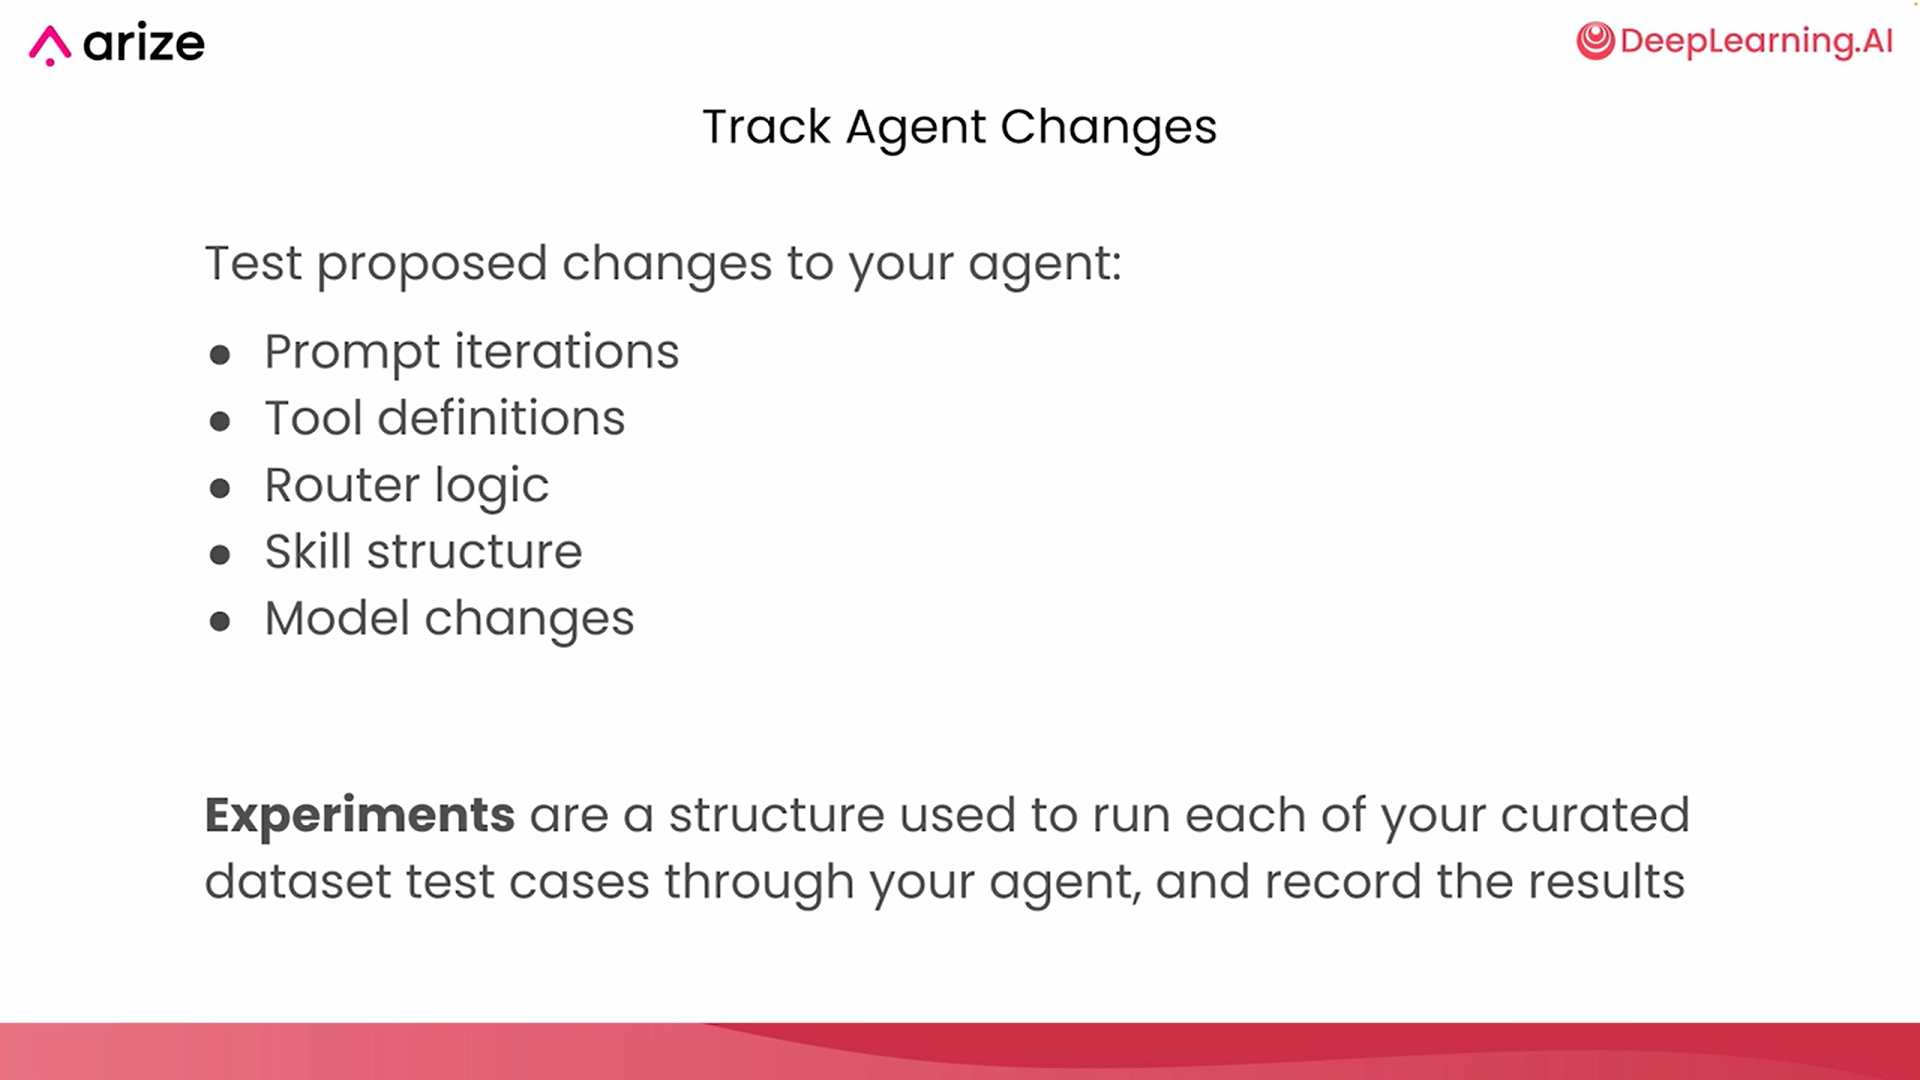 arize
DeepLearning.AI
Track Agent Changes
Test proposed changes to your agent:
● Prompt iterations
● Tool definitions
● Router logic
● Skill structure
● Model changes
Experiments are a structure used to run each of your curated
dataset test cases through your agent, and record the results